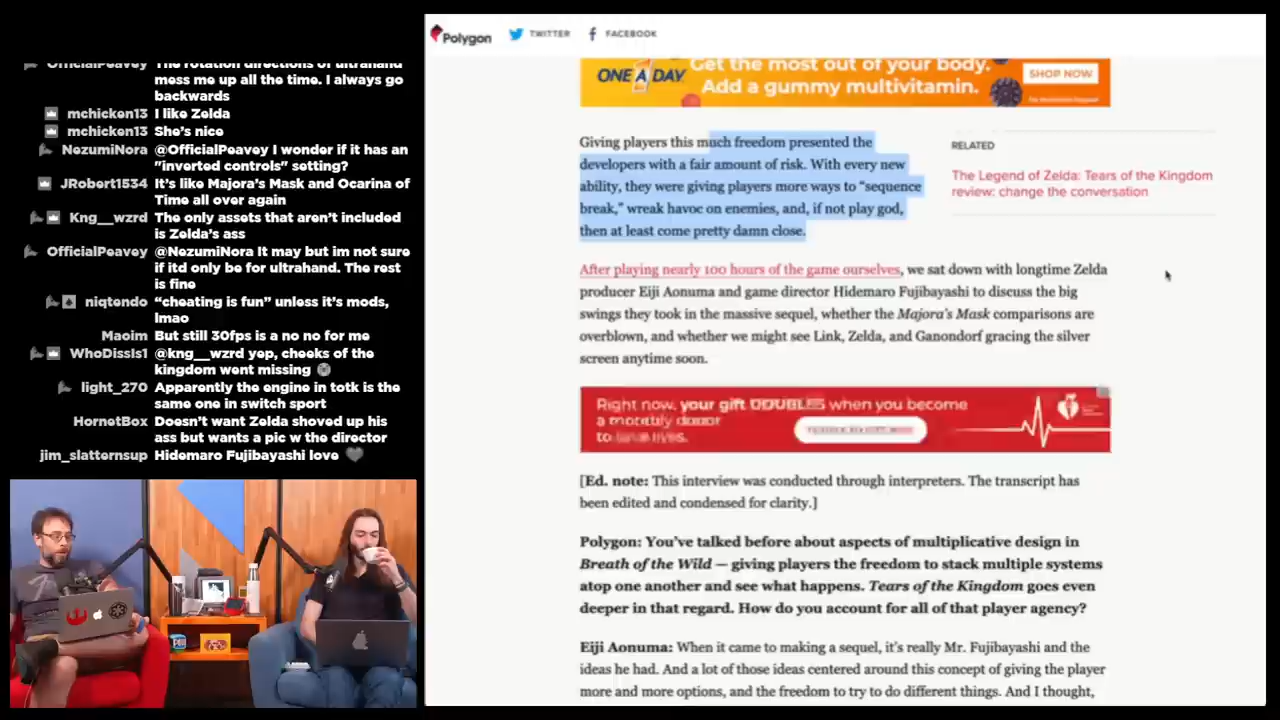 OfficialPeavey The rotation directions of ultrahand
mess me up all the time. I always go
backwards
mchicken13 I like Zelda
mchicken13 She's nice
NezumiNora @OfficialPeavey I wonder if it has an
"inverted controls" setting?
JRobert1534 It's like Majora's Mask and Ocarina of
Time all over again
Kng__wzrd The only assets that aren't included
is Zelda's ass
OfficialPeavey @NezumiNora It may but im not sure
if itd only be for ultrahand. The rest
is fine
niqtendo "cheating is fun" unless it's mods,
lmao
Maoim But still 30fps is a no no for me
WhoDissIs1 @kng__wzrd yep, cheeks of the
kingdom went missing
light_270 Apparently the engine in totk is the
same one in switch sport
HornetBox Doesn't want Zelda shoved up his
ass but wants a pic w the director
jim_slatternsup Hidemaro Fujibayashi love
Polygon TWITTER FACEBOOK
ONE A DAY
Get the most out of your body.
Add a gummy multivitamin.
SHOP NOW
Giving players this much freedom presented the
developers with a fair amount of risk. With every new
ability, they were giving players more ways to "sequence
break," wreak havoc on enemies, and, if not play god,
then at least come pretty damn close.
RELATED
The Legend of Zelda: Tears of the Kingdom
review: change the conversation
After playing nearly 100 hours of the game ourselves, we sat down with longtime Zelda
producer Eiji Aonuma and game director Hidemaro Fujibayashi to discuss the big
swings they took in the massive sequel, whether the Majora's Mask comparisons are
overblown, and whether we might see Link, Zelda, and Ganondorf gracing the silver
screen anytime soon.
Right now, your gift DOUBLES when you become
a monthly donor
to lives.
[Ed. note: This interview was conducted through interpreters. The transcript has
been edited and condensed for clarity.]
Polygon: You've talked before about aspects of multiplicative design in
Breath of the Wild — giving players the freedom to stack multiple systems
atop one another and see what happens. Tears of the Kingdom goes even
deeper in that regard. How do you account for all of that player agency?
Eiji Aonuma: When it came to making a sequel, it's really Mr. Fujibayashi and the
ideas he had. And a lot of those ideas centered around this concept of giving the player
more and more options, and the freedom to try to do different things. And I thought,